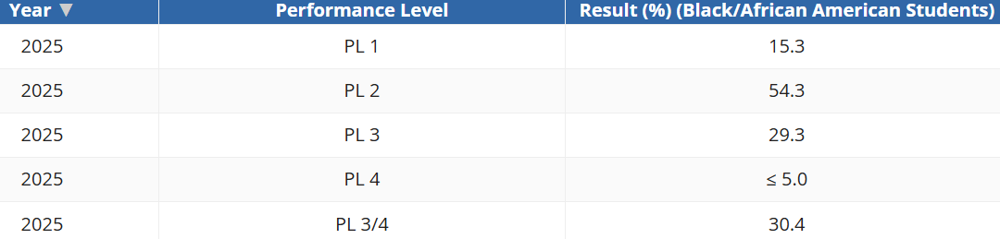 Year ▼ Performance Level Result (%) (Black/African American Students)
2025 PL 1 15.3
2025 PL 2 54.3
2025 PL 3 29.3
2025 PL 4 ≤ 5.0
2025 PL 3/4 30.4